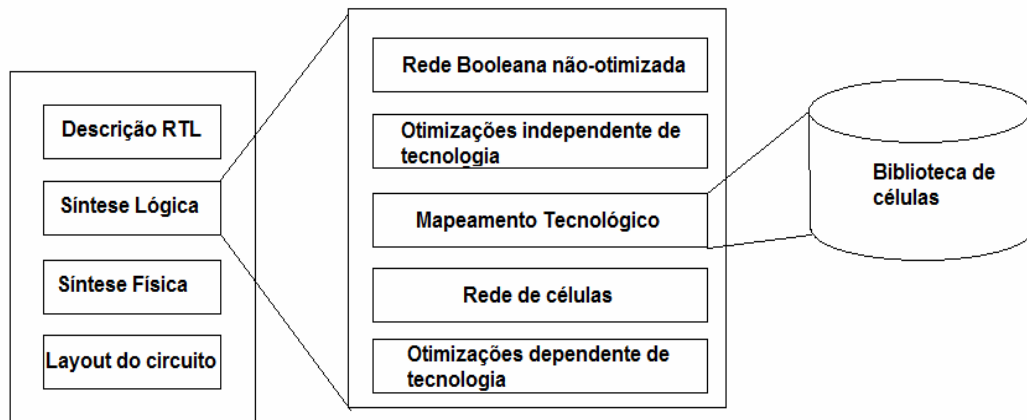 Descrição RTL
Síntese Lógica
Síntese Física
Layout do circuito
Rede Booleana não-otimizada
Otimizações independente de
tecnologia
Mapeamento Tecnológico
Rede de células
Otimizações dependente de
tecnologia
Biblioteca de
células